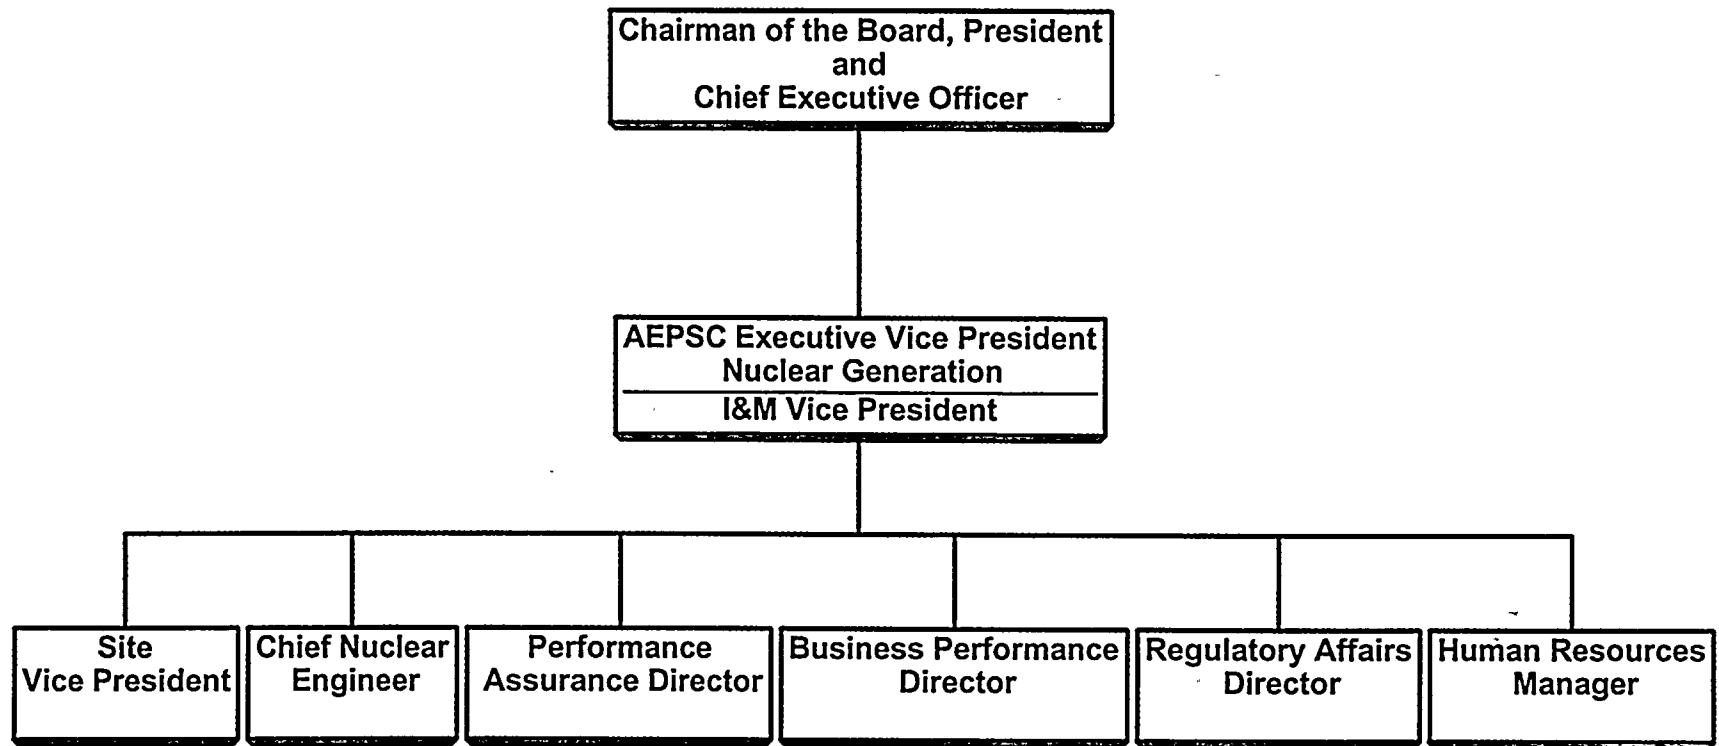 Chairman of the Board, President
and
Chief Executive Officer
AEPSC Executive Vice President
Nuclear Generation
I&M Vice President
Site
Vice President
Chief Nuclear
Engineer
Performance
Assurance Director
Business Performance
Director
Regulatory Affairs
Director
Human Resources
Manager